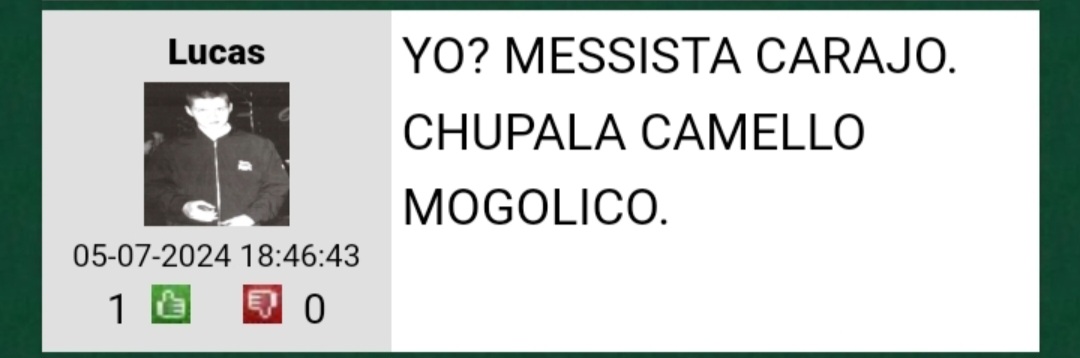 Lucas
05-07-2024 18:46:43
1 0
YO? MESSISTA CARAJO.
CHUPALA CAMELLO
MOGOLICO.